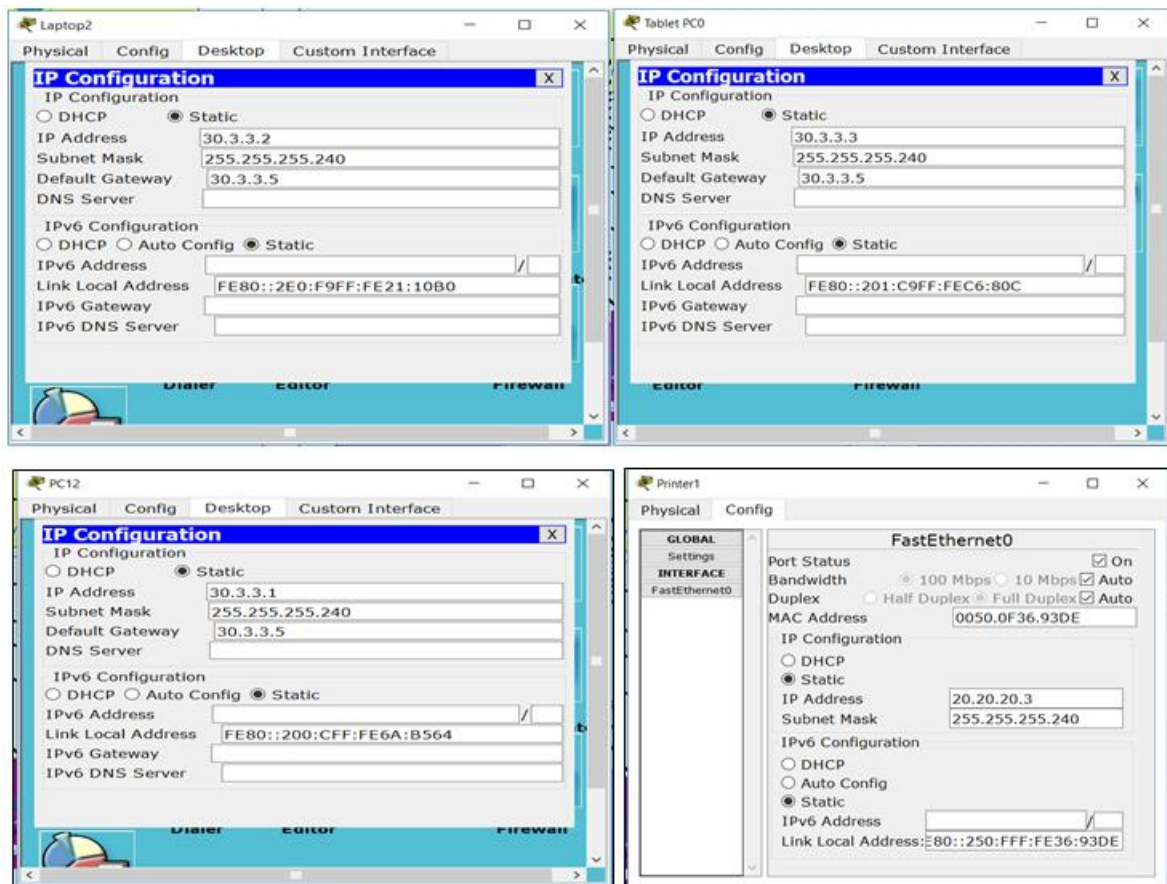 Laptop2
Physical Config Desktop Custom Interface
IP Configuration X
IP Configuration
DHCP Static
IP Address 30.3.3.2
Subnet Mask 255.255.255.240
Default Gateway 30.3.3.5
DNS Server
IPv6 Configuration
DHCP Auto Config Static
IPv6 Address /
Link Local Address FE80::2E0:F9FF:FE21:10B0
IPv6 Gateway
IPv6 DNS Server
Dialer Editor Firewall
Tablet PC0
Physical Config Desktop Custom Interface
IP Configuration X
IP Configuration
DHCP Static
IP Address 30.3.3.3
Subnet Mask 255.255.255.240
Default Gateway 30.3.3.5
DNS Server
IPv6 Configuration
DHCP Auto Config Static
IPv6 Address /
Link Local Address FE80::201:C9FF:FEC6:80C
IPv6 Gateway
IPv6 DNS Server
Editor Firewall
PC12
Physical Config Desktop Custom Interface
IP Configuration X
IP Configuration
DHCP Static
IP Address 30.3.3.1
Subnet Mask 255.255.255.240
Default Gateway 30.3.3.5
DNS Server
IPv6 Configuration
DHCP Auto Config Static
IPv6 Address /
Link Local Address FE80::200:CFF:FE6A:B564
IPv6 Gateway
IPv6 DNS Server
Dialer Editor Firewall
Printer1
Physical Config
GLOBAL
Settings
INTERFACE
FastEthernet0
FastEthernet0
Port Status On
Bandwidth 100 Mbps 10 Mbps Auto
Duplex Half Duplex Full Duplex Auto
MAC Address 0050.0F36.93DE
IP Configuration
DHCP
Static
IP Address 20.20.20.3
Subnet Mask 255.255.255.240
IPv6 Configuration
DHCP
Auto Config
Static
IPv6 Address /
Link Local Address: E80::250:FFF:FE36:93DE